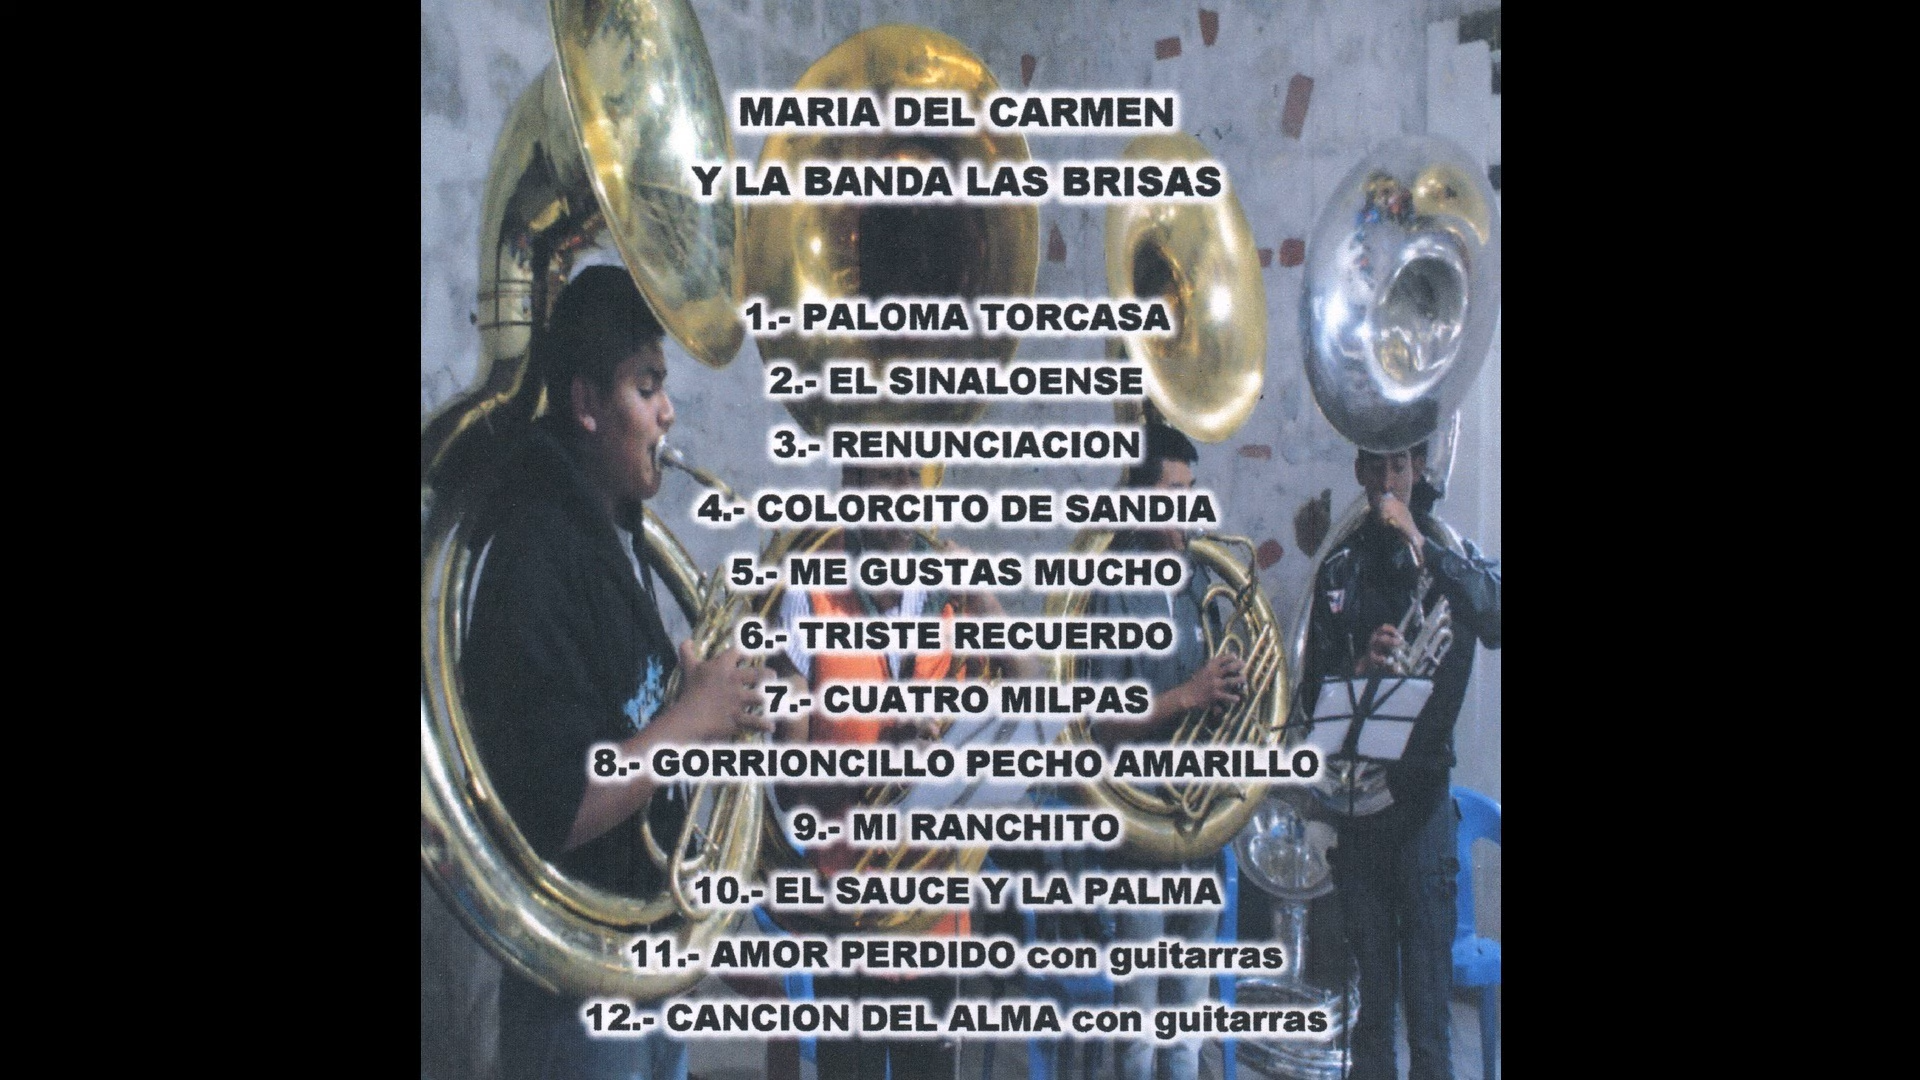 MARIA DEL CARMEN
Y LA BANDA LAS BRISAS
1.- PALOMA TORCASA
2.- EL SINALOENSE
3.- RENUNCIACION
4.- COLORCITO DE SANDIA
5.- ME GUSTAS MUCHO
6.- TRISTE RECUERDO
7.- CUATRO MILPAS
8.- GORRIONCILLO PECHO AMARILLO
9.- MI RANCHITO
10.- EL SAUCE Y LA PALMA
11.- AMOR PERDIDO con guitarras
12.- CANCION DEL ALMA con guitarras